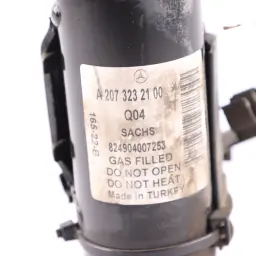 A 207 323 21 00
Q04
SACHS
824904007253
GAS FILLED
DO NOT OPEN
DO NOT HEAT
Made in TURKEY